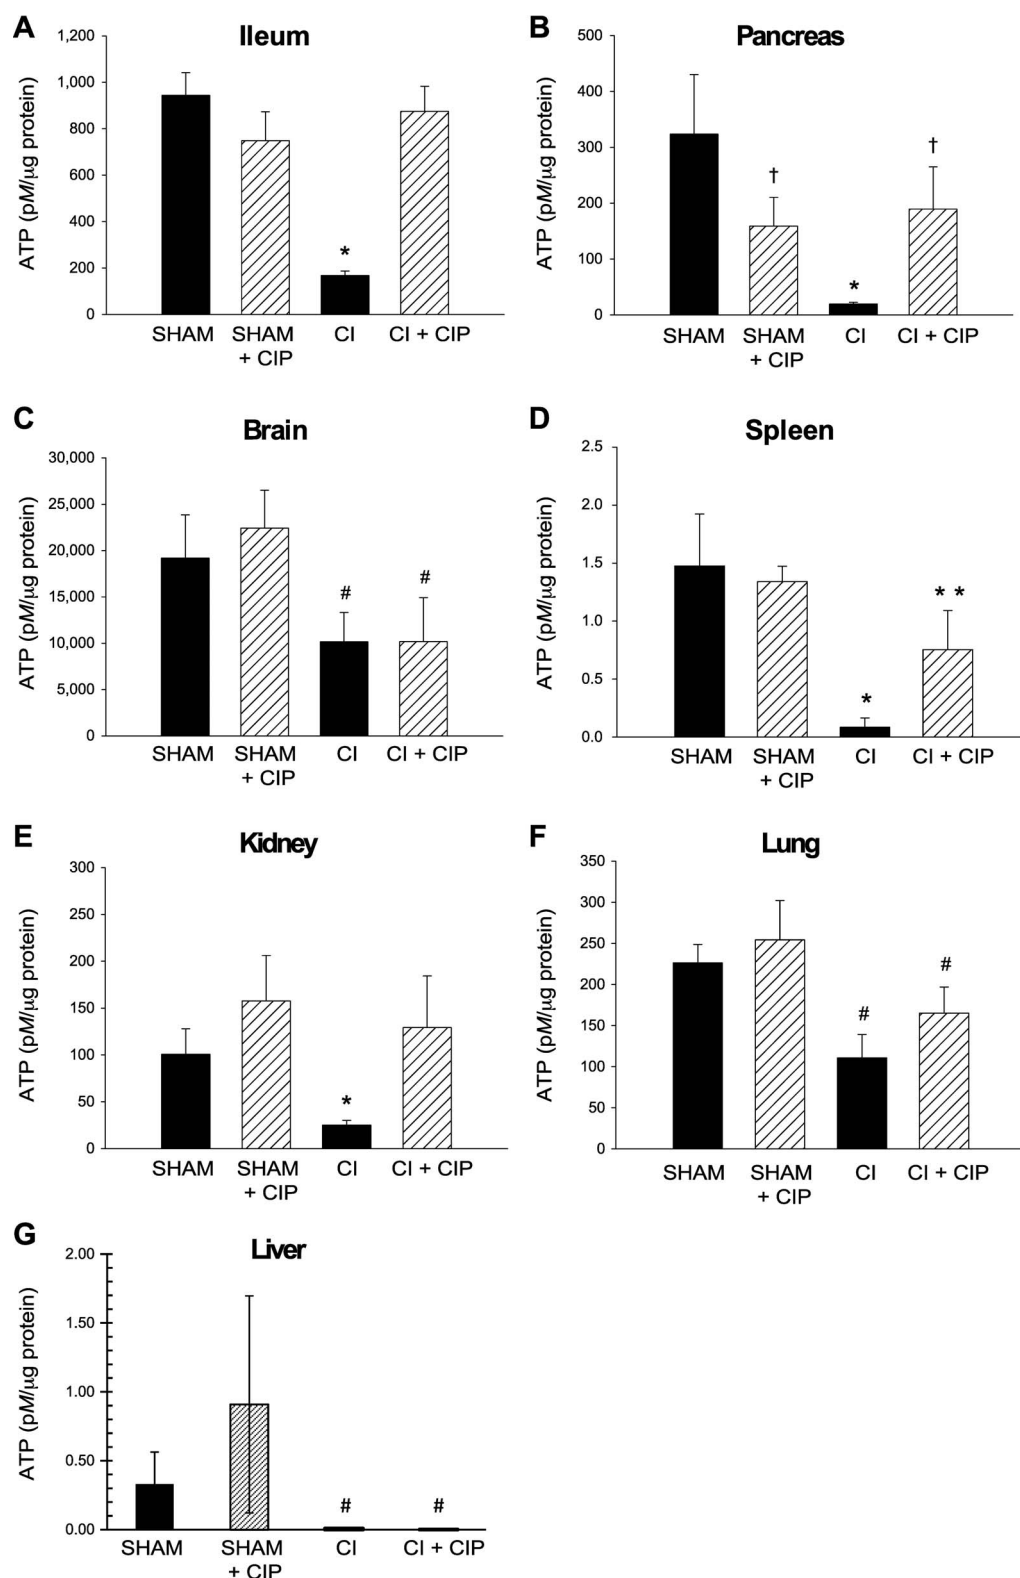 A
Ileum
ATP (pM/µg protein)
1,200
1,000
800
600
400
200
0
*
SHAM
SHAM
+ CIP
CI
CI + CIP
B
Pancreas
ATP (pM/µg protein)
500
400
300
200
100
0
†
*
†
SHAM
SHAM
+ CIP
CI
CI + CIP
C
Brain
ATP (pM/µg protein)
30,000
25,000
20,000
15,000
10,000
5,000
0
#
#
SHAM
SHAM
+ CIP
CI
CI + CIP
D
Spleen
ATP (pM/µg protein)
2.5
2.0
1.5
1.0
0.5
0.0
*
* *
SHAM
SHAM
+ CIP
CI
CI + CIP
E
Kidney
ATP (pM/µg protein)
300
250
200
150
100
50
0
*
SHAM
SHAM
+ CIP
CI
CI + CIP
F
Lung
ATP (pM/µg protein)
350
300
250
200
150
100
50
0
#
#
SHAM
SHAM
+ CIP
CI
CI + CIP
G
Liver
ATP (pM/µg protein)
2.00
1.50
1.00
0.50
0.00
#
#
SHAM
SHAM
+ CIP
CI
CI + CIP